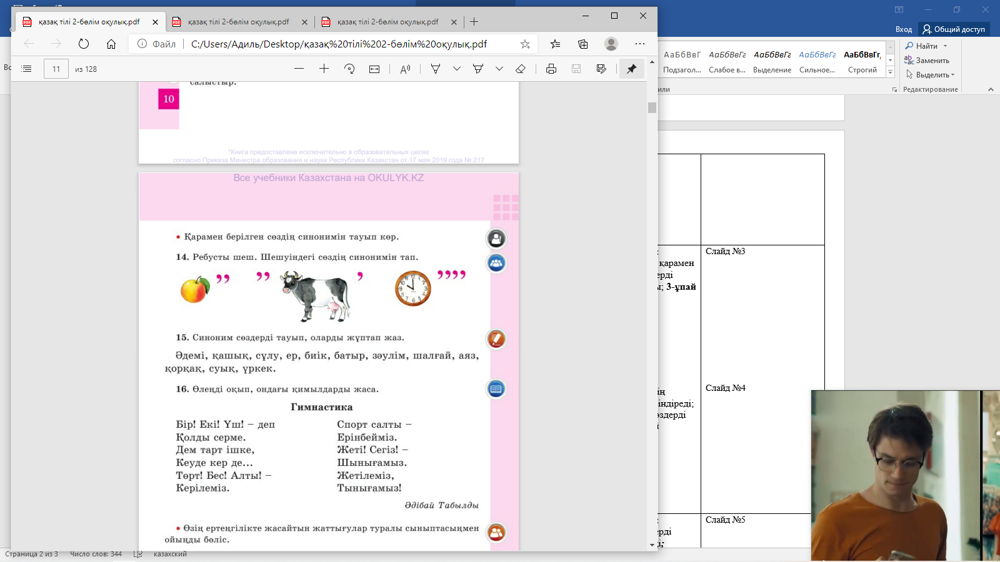 қазақ тілі 2-бөлім оқулық.pdf
қазақ тілі 2-бөлім оқулық.pdf
қазақ тілі 2-бөлім оқулық.pdf
Вход
Общий доступ
Файл
C:/Users/Адиль/Desktop/қазақ%20тілі%202-бөлім%20оқулық.pdf
11
из 128
АаБбВвГ
АаБбВвГг
АаБбВвГг
АаБбВвГг
АаБбВвГг,
Подзагол...
Слабое в...
Выделение
Сильное...
Строгий
Найти
Заменить
Выделить
Редактирование
салыстыр.
10
*Книга предоставлена исключительно в образовательных целях
согласно Приказа Министра образования и науки Республики Казахстан от 17 мая 2019 года № 217
Все учебники Казахстана на OKULYK.KZ
• Қарамен берілген сөздің синонимін тауып көр.
14. Ребусты шеш. Шешуіндегі сөздің синонимін тап.
,, ,, , ,,,,
15. Синоним сөздерді тауып, оларды жұптап жаз.
Әдемі, қашық, сұлу, ер, биік, батыр, зәулім, шалғай, аяз,
қорқақ, суық, үркек.
16. Өлеңді оқып, ондағы қимылдарды жаса.
Гимнастика
Бір! Екі! Үш! – деп
Қолды серме.
Дем тарт ішке,
Кеуде кер де...
Төрт! Бес! Алты! –
Керілеміз.
Спорт салты –
Ерінбейміз.
Жеті! Сегіз! –
Шынығамыз.
Жетілеміз,
Тынығамыз!
Әдібай Табылды
• Өзің ертеңгілікте жасайтын жаттығулар туралы сыныптасыңмен
ойыңды бөліс.
қарамен
3-ұпай
Слайд №3
Слайд №4
Слайд №5
Страница 2 из 3
Число слов: 344
казахский